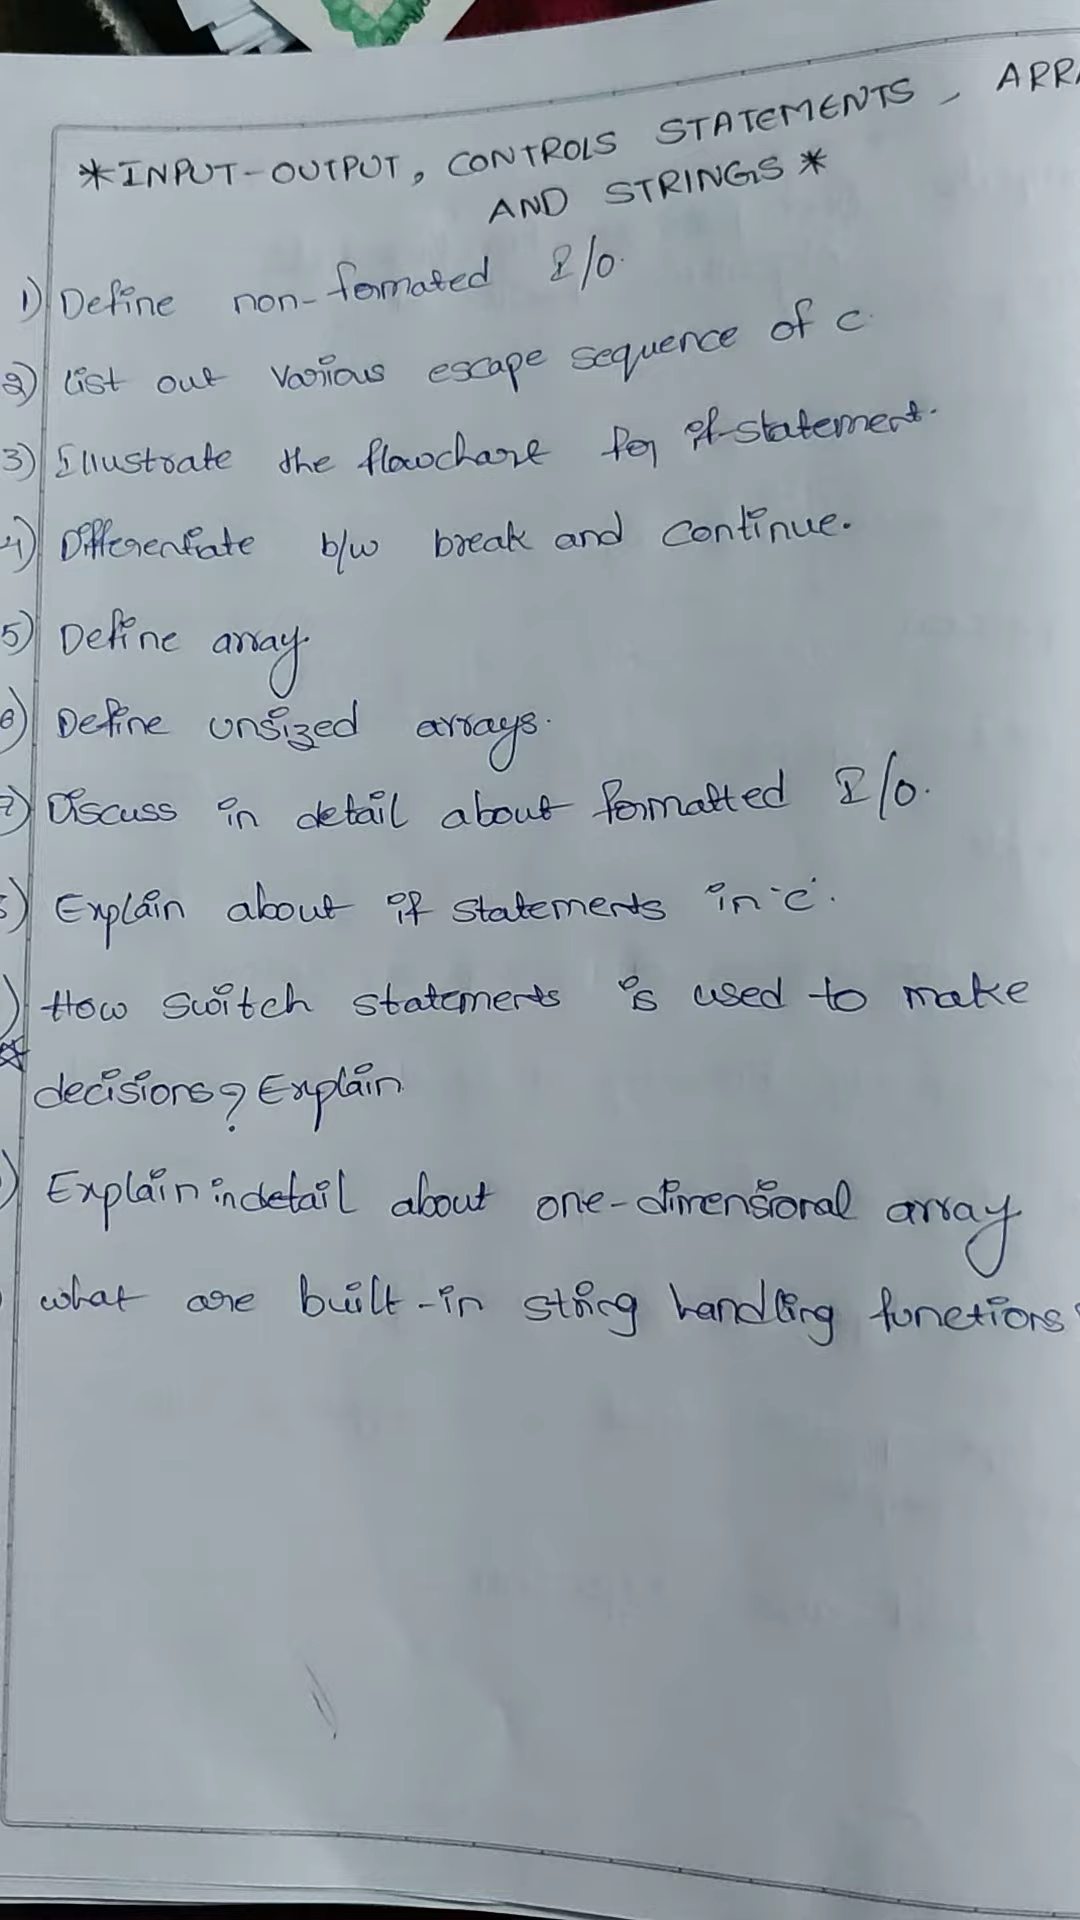 *INPUT-OUTPUT, CONTROLS STATEMENTS, ARRA
AND STRINGS *
1) Define non-formated I/O.
2) List out various escape sequence of c.
3) Illustrate the flowchart for if-statement.
4) Differentiate b/w break and continue.
5) Define array.
6) Define unsized arrays.
7) Discuss in detail about formatted I/O.
8) Explain about if statements in 'c'.
) How switch statements is used to make
decisions? Explain
) Explain indetail about one-dimensional array
what are built-in string handling functions?